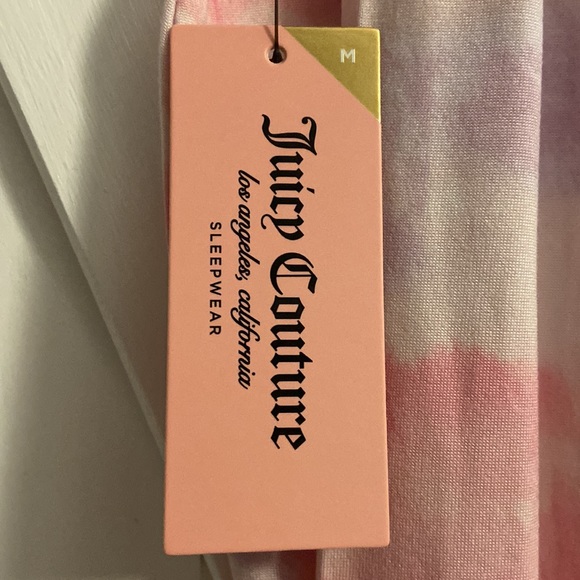 M
Juicy Couture
los angeles, california
SLEEPWEAR